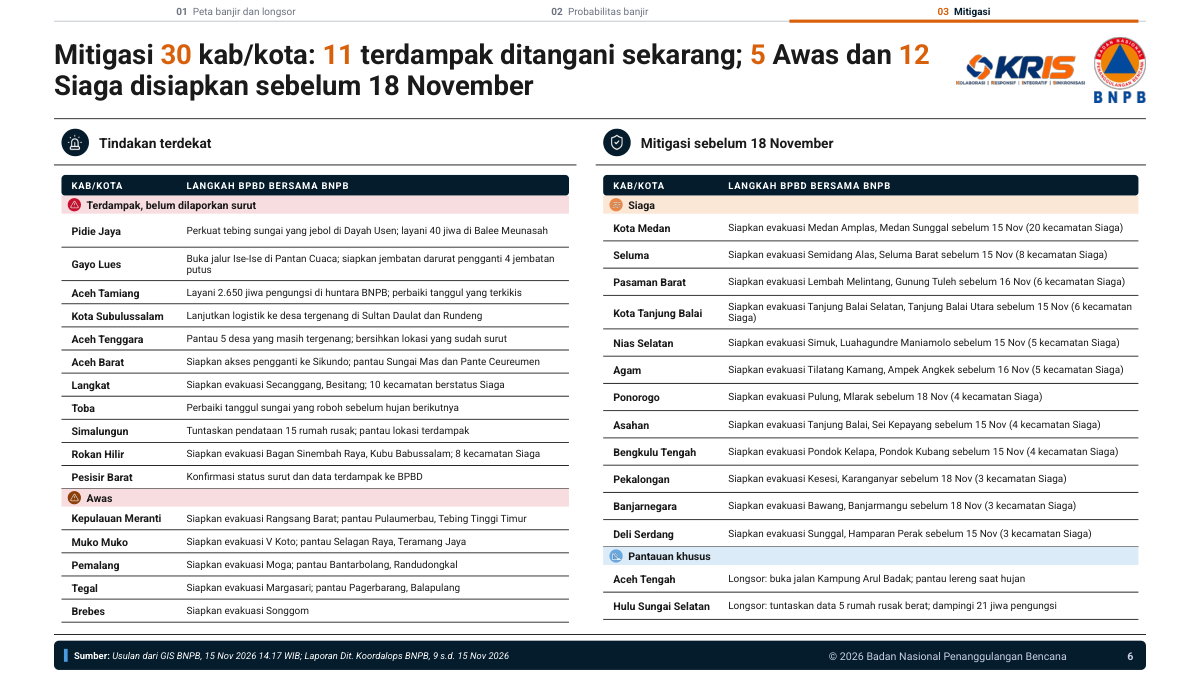 01 Peta banjir dan longsor
02 Probabilitas banjir
03 Mitigasi
Mitigasi 30 kab/kota: 11 terdampak ditangani sekarang; 5 Awas dan 12
Siaga disiapkan sebelum 18 November
KRIS
KOLABORASI | RESPONSIF | INTEGRATIF | SINKRONISASI
BADAN NASIONAL
PENANGGULANGAN BENCANA
BNPB
Tindakan terdekat
KAB/KOTA LANGKAH BPBD BERSAMA BNPB
Terdampak, belum dilaporkan surut
Pidie Jaya Perkuat tebing sungai yang jebol di Dayah Usen; layani 40 jiwa di Balee Meunasah
Gayo Lues Buka jalur Ise-Ise di Pantan Cuaca; siapkan jembatan darurat pengganti 4 jembatan
putus
Aceh Tamiang Layani 2.650 jiwa pengungsi di huntara BNPB; perbaiki tanggul yang terkikis
Kota Subulussalam Lanjutkan logistik ke desa tergenang di Sultan Daulat dan Rundeng
Aceh Tenggara Pantau 5 desa yang masih tergenang; bersihkan lokasi yang sudah surut
Aceh Barat Siapkan akses pengganti ke Sikundo; pantau Sungai Mas dan Pante Ceureumen
Langkat Siapkan evakuasi Secanggang, Besitang; 10 kecamatan berstatus Siaga
Toba Perbaiki tanggul sungai yang roboh sebelum hujan berikutnya
Simalungun Tuntaskan pendataan 15 rumah rusak; pantau lokasi terdampak
Rokan Hilir Siapkan evakuasi Bagan Sinembah Raya, Kubu Babussalam; 8 kecamatan Siaga
Pesisir Barat Konfirmasi status surut dan data terdampak ke BPBD
Awas
Kepulauan Meranti Siapkan evakuasi Rangsang Barat; pantau Pulaumerbau, Tebing Tinggi Timur
Muko Muko Siapkan evakuasi V Koto; pantau Selagan Raya, Teramang Jaya
Pemalang Siapkan evakuasi Moga; pantau Bantarbolang, Randudongkal
Tegal Siapkan evakuasi Margasari; pantau Pagerbarang, Balapulang
Brebes Siapkan evakuasi Songgom
Mitigasi sebelum 18 November
KAB/KOTA LANGKAH BPBD BERSAMA BNPB
Siaga
Kota Medan Siapkan evakuasi Medan Amplas, Medan Sunggal sebelum 15 Nov (20 kecamatan Siaga)
Seluma Siapkan evakuasi Semidang Alas, Seluma Barat sebelum 15 Nov (8 kecamatan Siaga)
Pasaman Barat Siapkan evakuasi Lembah Melintang, Gunung Tuleh sebelum 16 Nov (6 kecamatan Siaga)
Kota Tanjung Balai Siapkan evakuasi Tanjung Balai Selatan, Tanjung Balai Utara sebelum 15 Nov (6 kecamatan
Siaga)
Nias Selatan Siapkan evakuasi Simuk, Luahagundre Maniamolo sebelum 15 Nov (5 kecamatan Siaga)
Agam Siapkan evakuasi Tilatang Kamang, Ampek Angkek sebelum 16 Nov (5 kecamatan Siaga)
Ponorogo Siapkan evakuasi Pulung, Mlarak sebelum 18 Nov (4 kecamatan Siaga)
Asahan Siapkan evakuasi Tanjung Balai, Sei Kepayang sebelum 15 Nov (4 kecamatan Siaga)
Bengkulu Tengah Siapkan evakuasi Pondok Kelapa, Pondok Kubang sebelum 15 Nov (4 kecamatan Siaga)
Pekalongan Siapkan evakuasi Kesesi, Karanganyar sebelum 18 Nov (3 kecamatan Siaga)
Banjarnegara Siapkan evakuasi Bawang, Banjarmangu sebelum 18 Nov (3 kecamatan Siaga)
Deli Serdang Siapkan evakuasi Sunggal, Hamparan Perak sebelum 15 Nov (3 kecamatan Siaga)
Pantauan khusus
Aceh Tengah Longsor: buka jalan Kampung Arul Badak; pantau lereng saat hujan
Hulu Sungai Selatan Longsor: tuntaskan data 5 rumah rusak berat; dampingi 21 jiwa pengungsi
Sumber: Usulan dari GIS BNPB, 15 Nov 2026 14.17 WIB; Laporan Dit. Koordalops BNPB, 9 s.d. 15 Nov 2026
© 2026 Badan Nasional Penanggulangan Bencana 6